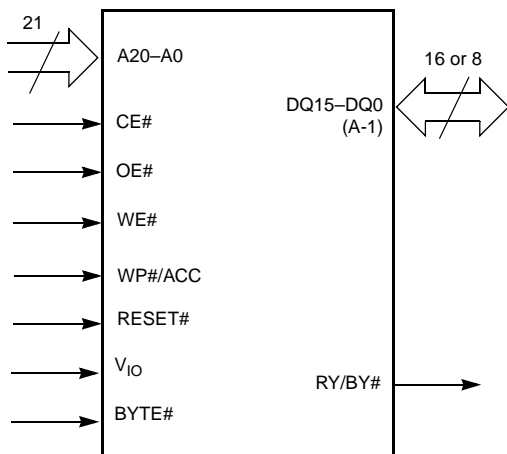 21
A20–A0
16 or 8
DQ15–DQ0
(A-1)
CE#
OE#
WE#
WP#/ACC
RESET#
VIO
RY/BY#
BYTE#